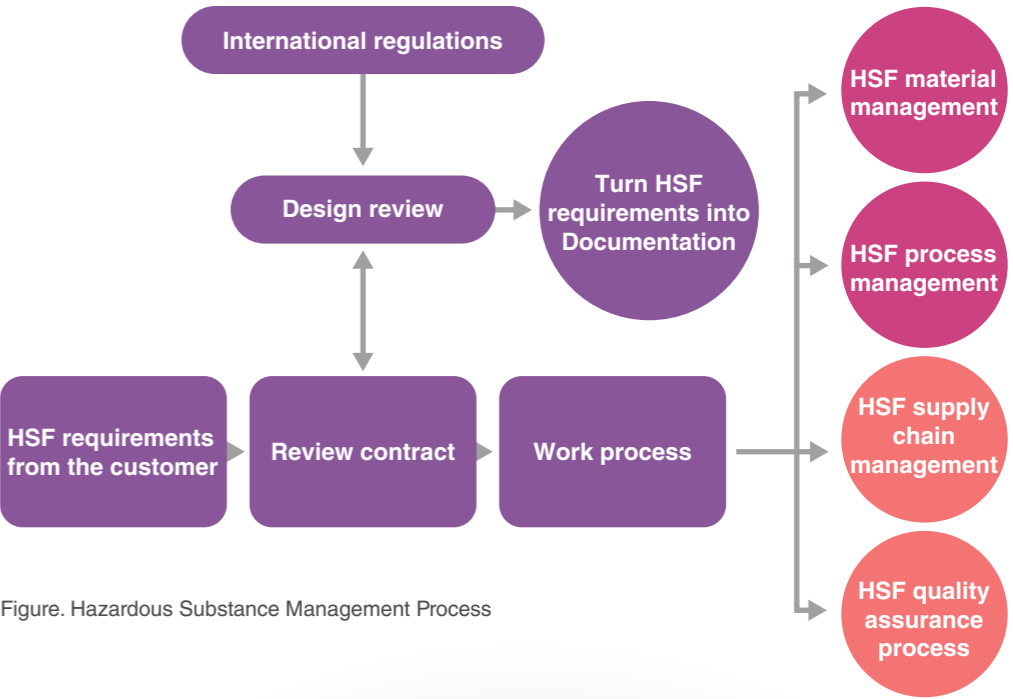 International regulations
Design review
Turn HSF
requirements into
Documentation
HSF requirements
from the customer
Review contract
Work process
HSF material
management
HSF process
management
HSF supply
chain
management
HSF quality
assurance
process
Figure. Hazardous Substance Management Process